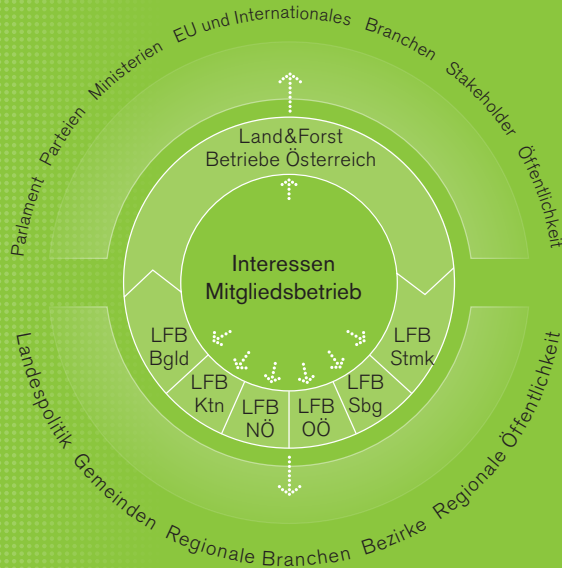 Parlament Parteien Ministerien EU und Internationales Branchen Stakeholder Öffentlichkeit
Land&Forst
Betriebe Österreich
Interessen
Mitgliedsbetrieb
LFB
Bgld
LFB
Ktn
LFB
NÖ
LFB
OÖ
LFB
Sbg
LFB
Stmk
Landespolitik Gemeinden Regionale Branchen Bezirke Regionale Öffentlichkeit